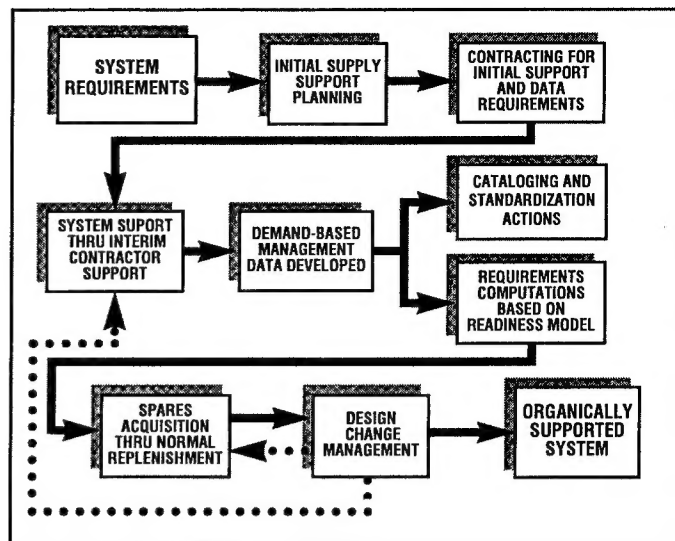 SYSTEM
REQUIREMENTS
INITIAL SUPPLY
SUPPORT
PLANNING
CONTRACTING FOR
INITIAL SUPPORT
AND DATA
REQUIREMENTS
SYSTEM SUPORT
THRU INTERIM
CONTRACTOR
SUPPORT
DEMAND-BASED
MANAGEMENT
DATA DEVELOPED
CATALOGING AND
STANDARDIZATION
ACTIONS
REQUIREMENTS
COMPUTATIONS
BASED ON
READINESS MODEL
SPARES
ACQUISITION
THRU NORMAL
REPLENISHMENT
DESIGN
CHANGE
MANAGEMENT
ORGANICALLY
SUPPORTED
SYSTEM